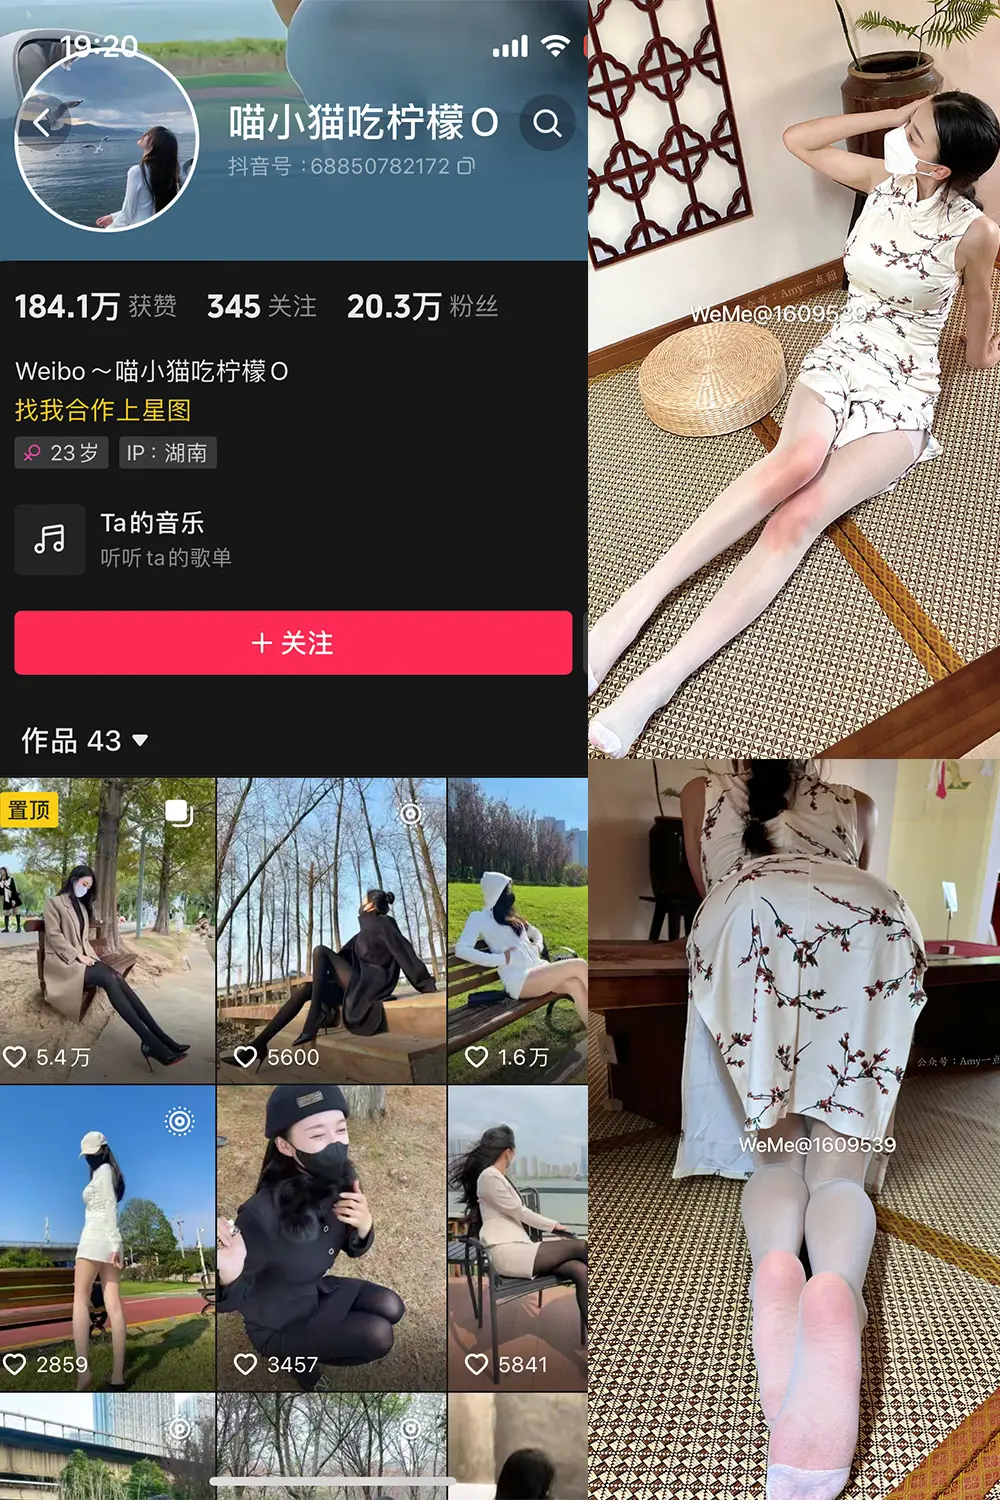 19:20
喵小猫吃柠檬O
抖音号：68850782172
184.1万 获赞 345 关注 20.3万 粉丝
Weibo～喵小猫吃柠檬O
找我合作上星图
23岁 IP：湖南
Ta的音乐
听听ta的歌单
+ 关注
作品 43
置顶
5.4万
5600
1.6万
2859
3457
5841
公众号：Amy一点甜
WeMe@1609539
公众号：Amy一点
WeMe@1609539